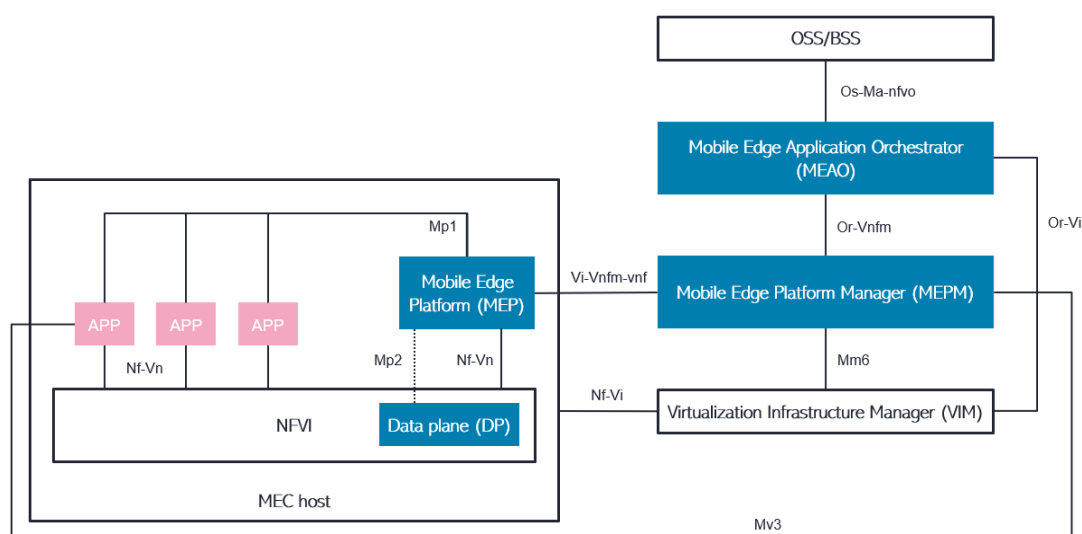 OSS/BSS
Os-Ma-nfvo
Mobile Edge Application Orchestrator
(MEAO)
Or-Vi
Or-Vnfm
Mp1
Mobile Edge
Platform (MEP)
Vi-Vnfm-vnf
Mobile Edge Platform Manager (MEPM)
APP
APP
APP
Nf-Vn
Mp2
Nf-Vn
Mm6
Nf-Vi
Virtualization Infrastructure Manager (VIM)
NFVI
Data plane (DP)
MEC host
Mv3